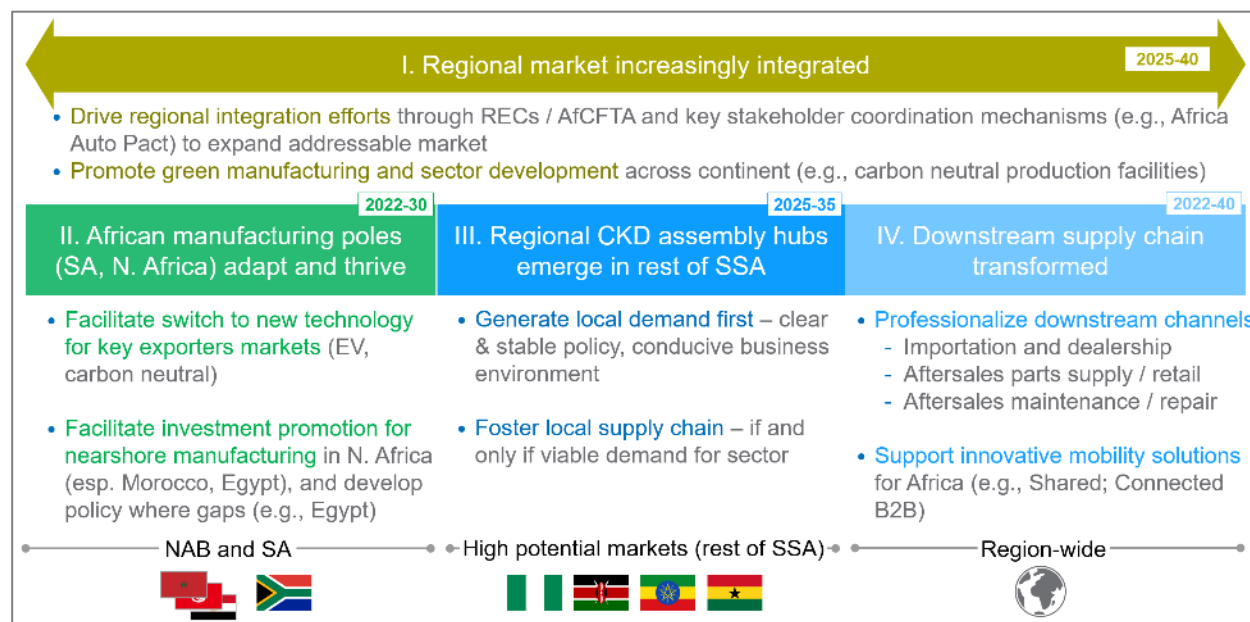 I. Regional market increasingly integrated
2025-40
• Drive regional integration efforts through RECs / AfCFTA and key stakeholder coordination mechanisms (e.g., Africa
Auto Pact) to expand addressable market
• Promote green manufacturing and sector development across continent (e.g., carbon neutral production facilities)
2022-30
II. African manufacturing poles
(SA, N. Africa) adapt and thrive
• Facilitate switch to new technology
for key exporters markets (EV,
carbon neutral)
• Facilitate investment promotion for
nearshore manufacturing in N. Africa
(esp. Morocco, Egypt), and develop
policy where gaps (e.g., Egypt)
NAB and SA
2025-35
III. Regional CKD assembly hubs
emerge in rest of SSA
• Generate local demand first – clear
& stable policy, conducive business
environment
• Foster local supply chain – if and
only if viable demand for sector
High potential markets (rest of SSA)
2022-40
IV. Downstream supply chain
transformed
• Professionalize downstream channels
- Importation and dealership
- Aftersales parts supply / retail
- Aftersales maintenance / repair
• Support innovative mobility solutions
for Africa (e.g., Shared; Connected
B2B)
Region-wide